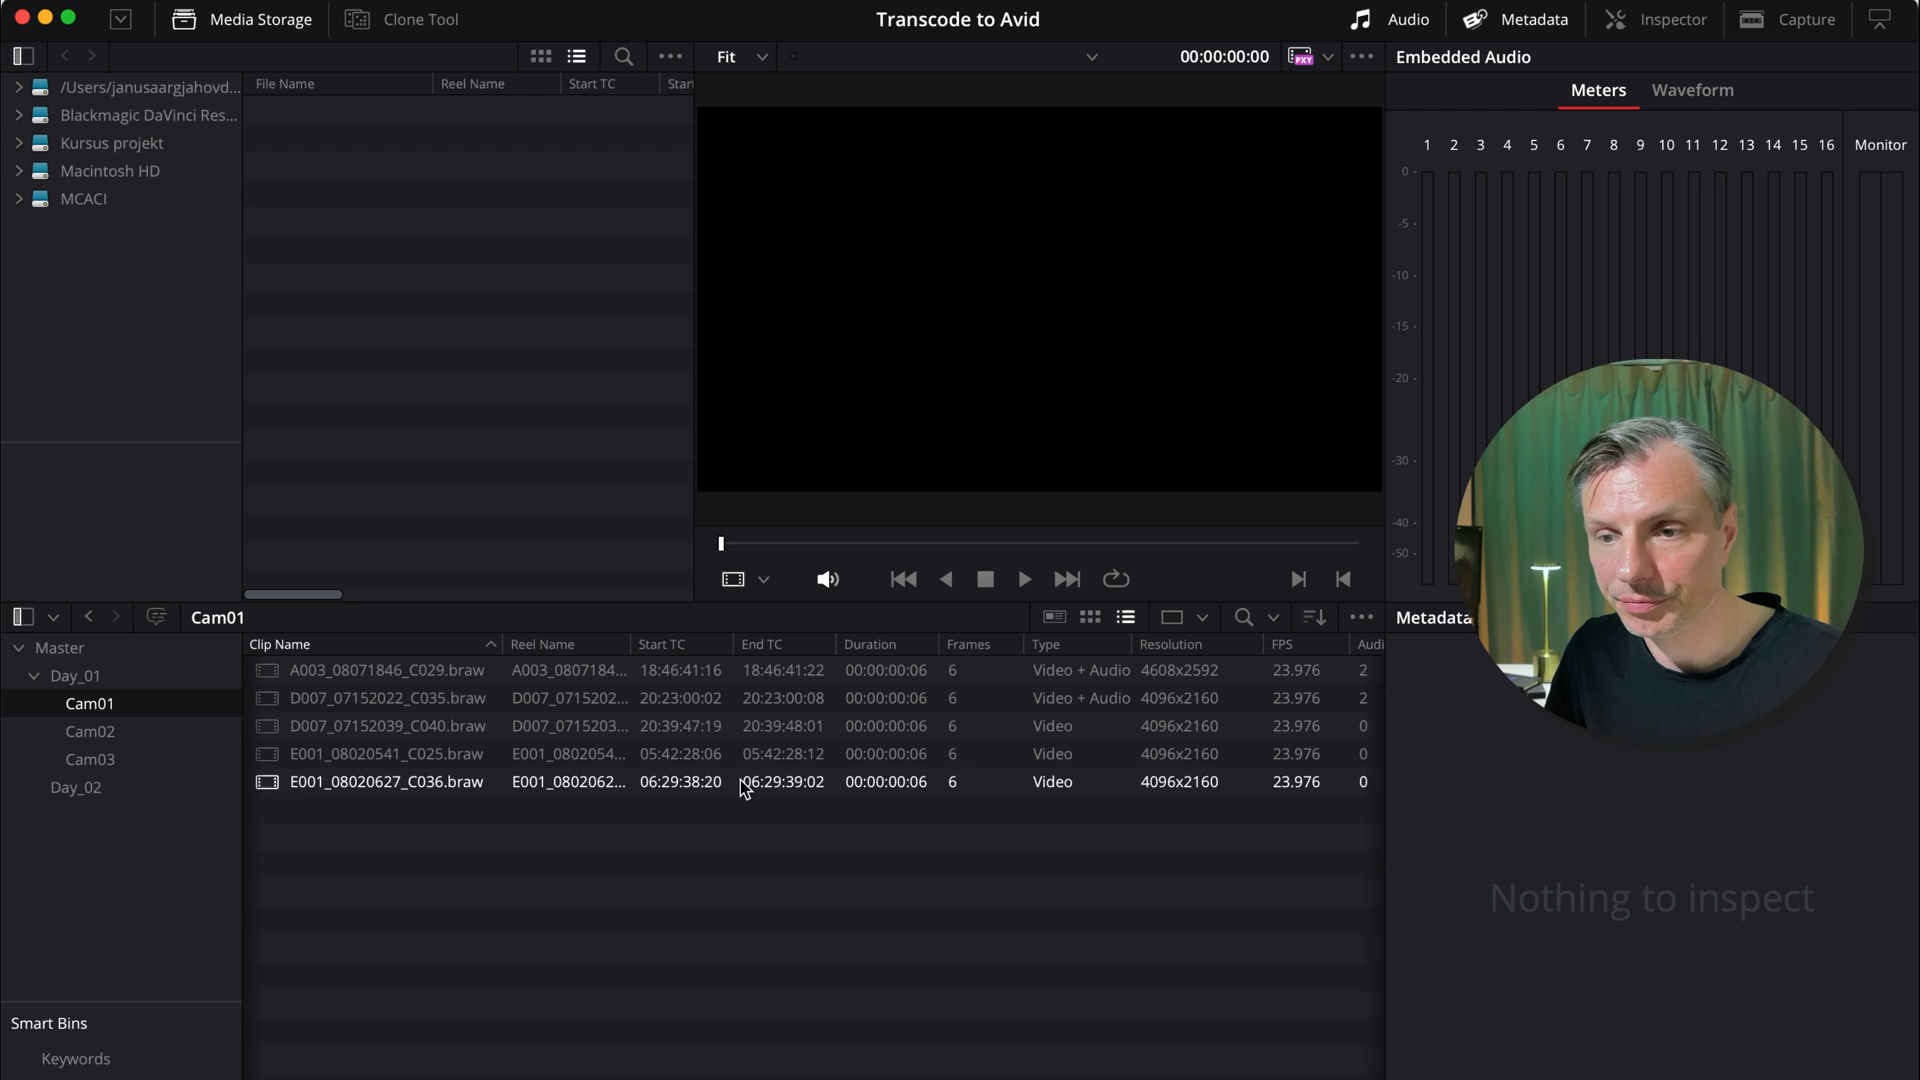 Media Storage Clone Tool Transcode to Avid Audio Metadata Inspector Capture
Fit 00:00:00:00 PXY Embedded Audio
Meters Waveform
File Name Reel Name Start TC Start
/Users/janusaargjahovd...
Blackmagic DaVinci Res...
Kursus projekt
Macintosh HD
MCACI
1 2 3 4 5 6 7 8 9 10 11 12 13 14 15 16 Monitor
0 -
-5 -
-10 -
-15 -
-20 -
-30 -
-40 -
-50 -
Cam01
Metadata
Master
Day_01
Cam01
Cam02
Cam03
Day_02
Clip Name Reel Name Start TC End TC Duration Frames Type Resolution FPS Audi
A003_08071846_C029.braw A003_0807184... 18:46:41:16 18:46:41:22 00:00:00:06 6 Video + Audio 4608x2592 23.976 2
D007_07152022_C035.braw D007_0715202... 20:23:00:02 20:23:00:08 00:00:00:06 6 Video + Audio 4096x2160 23.976 2
D007_07152039_C040.braw D007_0715203... 20:39:47:19 20:39:48:01 00:00:00:06 6 Video 4096x2160 23.976 0
E001_08020541_C025.braw E001_0802054... 05:42:28:06 05:42:28:12 00:00:00:06 6 Video 4096x2160 23.976 0
E001_08020627_C036.braw E001_0802062... 06:29:38:20 06:29:39:02 00:00:00:06 6 Video 4096x2160 23.976 0
Nothing to inspect
Smart Bins
Keywords